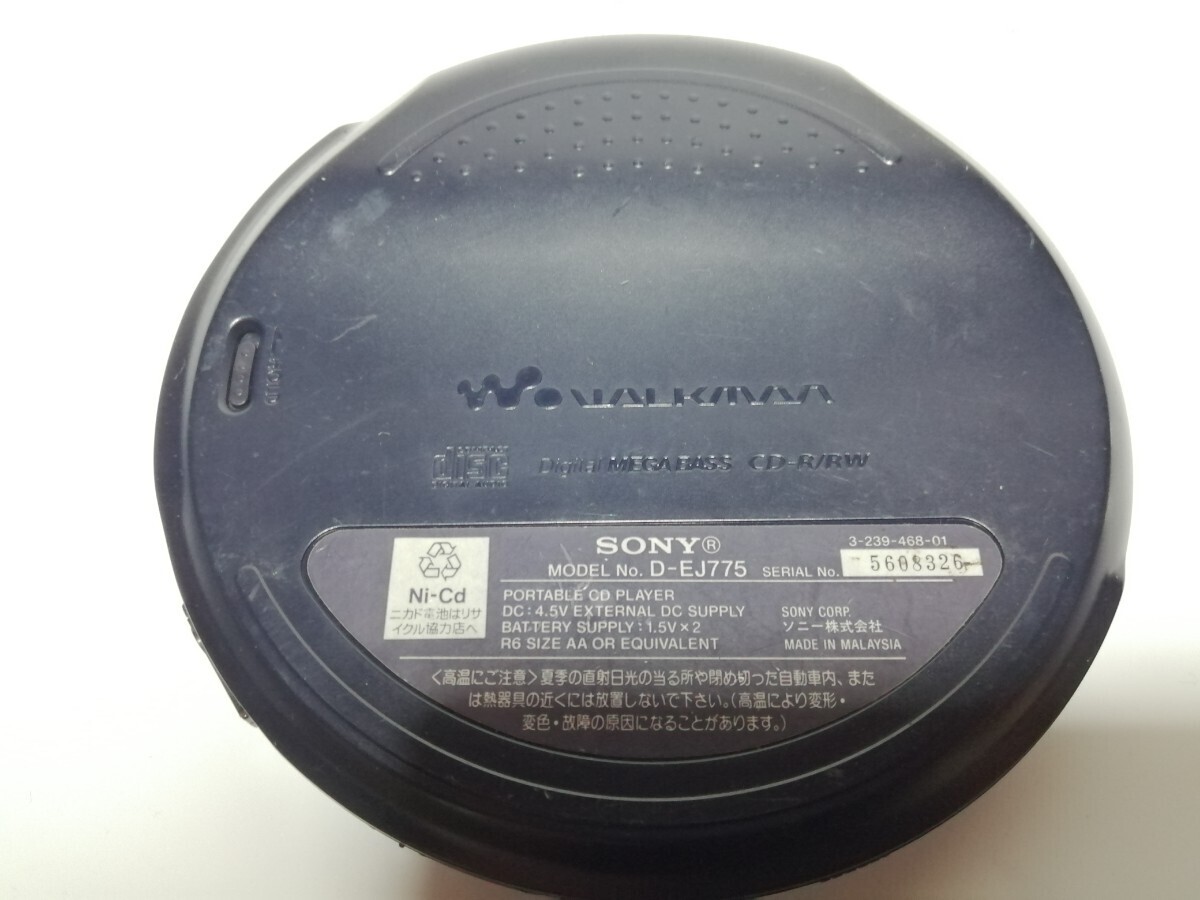 HOLD
WALKMAN
COMPACT
disc
DIGITAL AUDIO
Digital MEGA BASS CD-R/RW
SONY®
3-239-468-01
MODEL No. D-EJ775 SERIAL No. 5608326
Ni-Cd
ニカド電池はリサ
イクル協力店へ
PORTABLE CD PLAYER
DC: 4.5V EXTERNAL DC SUPPLY
BATTERY SUPPLY: 1.5V×2
R6 SIZE AA OR EQUIVALENT
SONY CORP.
ソニー株式会社
MADE IN MALAYSIA
〈高温にご注意〉夏季の直射日光の当る所や閉め切った自動車内、また
は熱器具の近くには放置しないで下さい。(高温により変形・
変色・故障の原因になることがあります。)